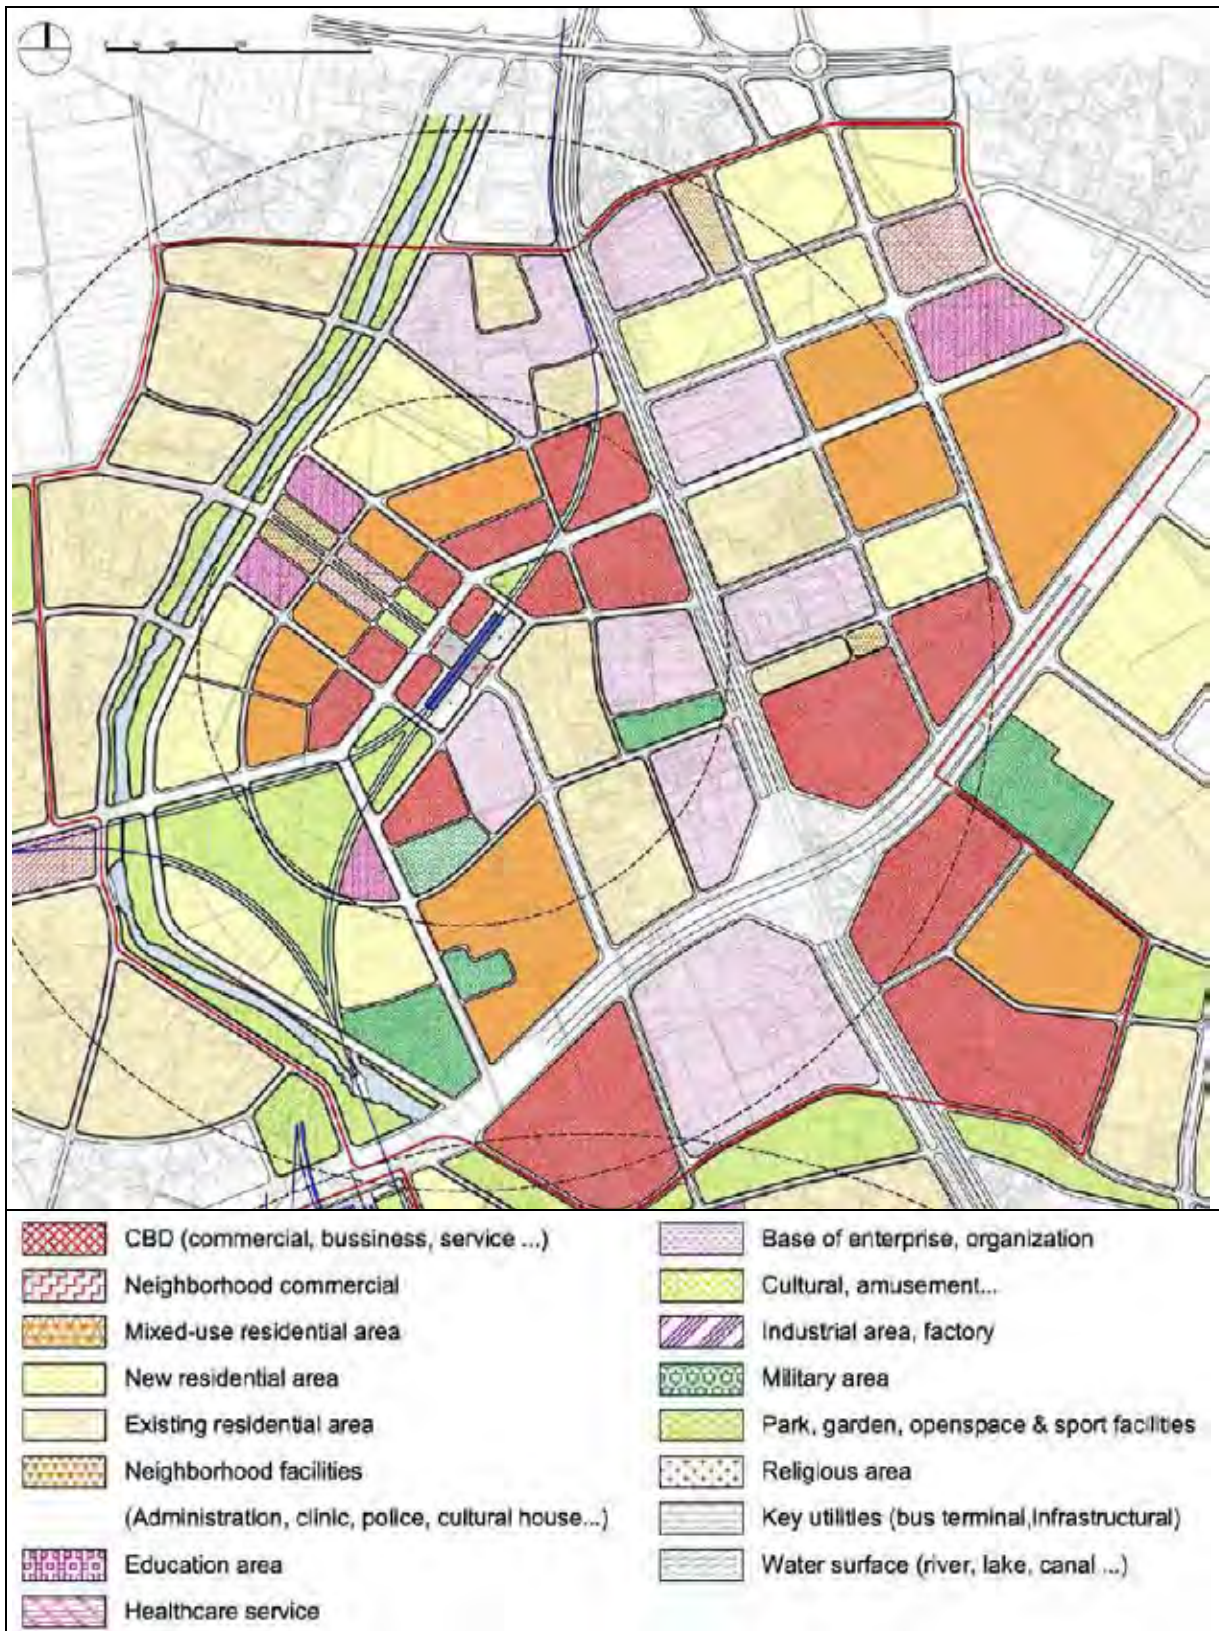 CBD (commercial, bussiness, service ...)
Neighborhood commercial
Mixed-use residential area
New residential area
Existing residential area
Neighborhood facilities
(Administration, clinic, police, cultural house...)
Education area
Healthcare service
Base of enterprise, organization
Cultural, amusement...
Industrial area, factory
Military area
Park, garden, openspace & sport facilities
Religious area
Key utilities (bus terminal,Infrastructural)
Water surface (river, lake, canal ...)